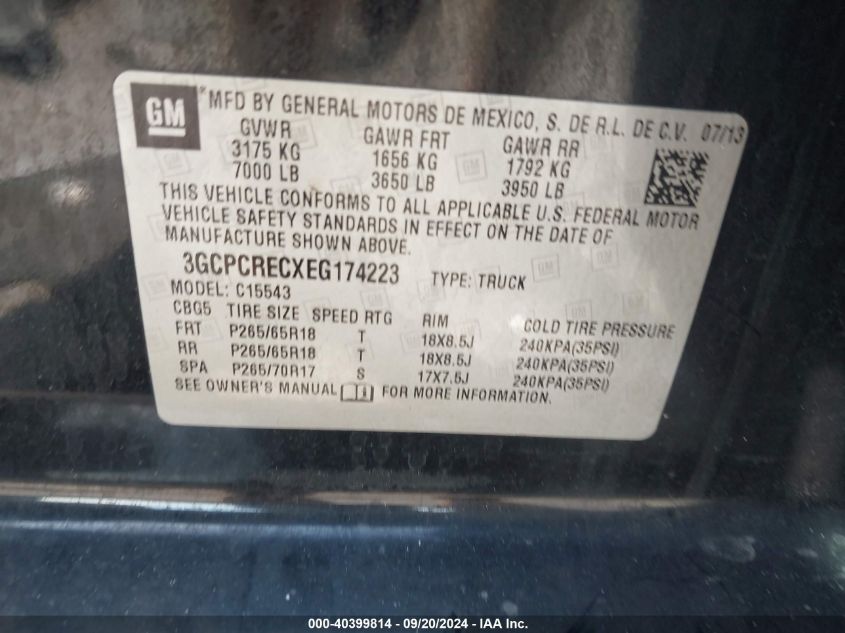 GM
*MFD BY GENERAL MOTORS DE MEXICO, S. DE R.L. DE C.V. 07/13
GVWR GAWR FRT GAWR RR
3175 KG 1656 KG 1792 KG
7000 LB 3650 LB 3950 LB
THIS VEHICLE CONFORMS TO ALL APPLICABLE U.S. FEDERAL MOTOR
VEHICLE SAFETY STANDARDS IN EFFECT ON THE DATE OF
MANUFACTURE SHOWN ABOVE.
3GCPCRECXEG174223 TYPE: TRUCK
MODEL: C15543
CBG5 TIRE SIZE SPEED RTG RIM COLD TIRE PRESSURE
FRT P265/65R18 T 18X8.5J 240KPA(35PSI)
RR P265/65R18 T 18X8.5J 240KPA(35PSI)
SPA P265/70R17 S 17X7.5J 240KPA(35PSI)
SEE OWNER'S MANUAL FOR MORE INFORMATION.
000-40399814 - 09/20/2024 - IAAI.com